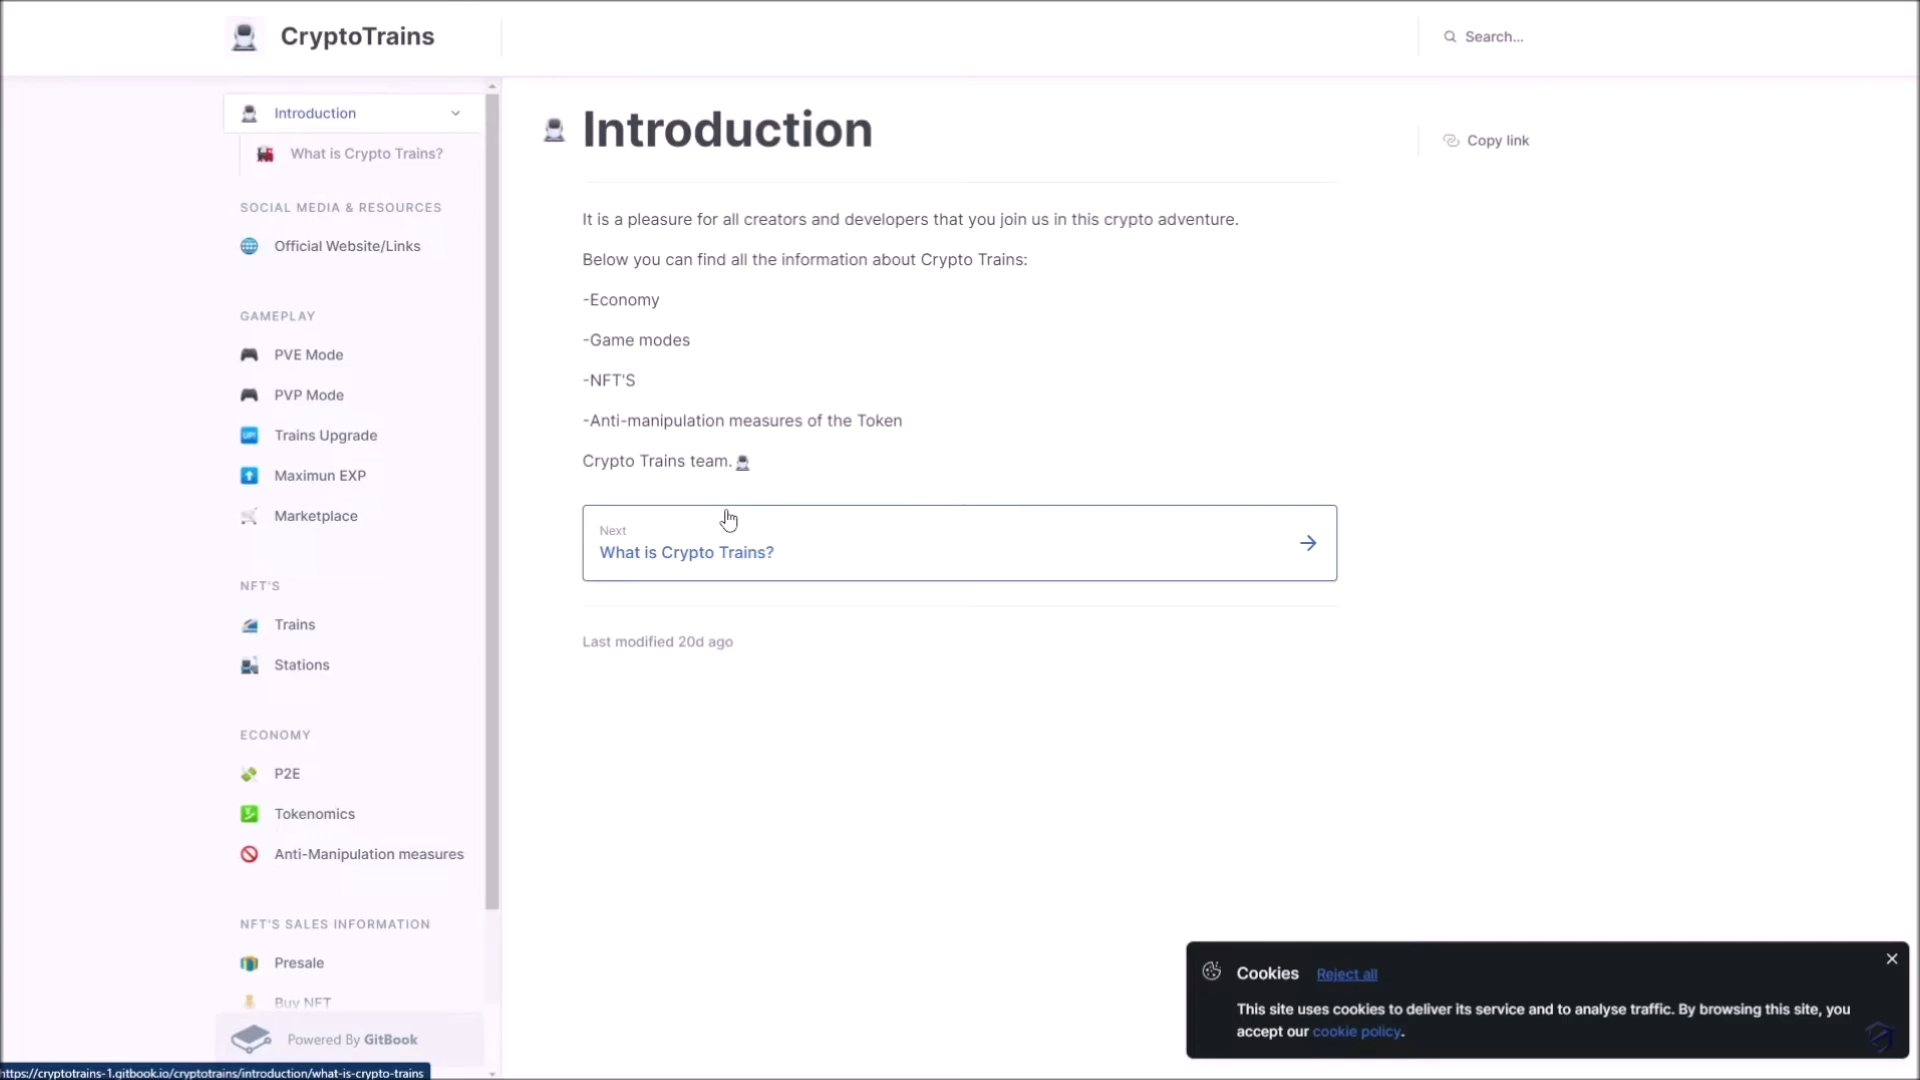 CryptoTrains
Search...
Introduction
What is Crypto Trains?
SOCIAL MEDIA & RESOURCES
Official Website/Links
GAMEPLAY
PVE Mode
PVP Mode
Trains Upgrade
Maximun EXP
Marketplace
NFT'S
Trains
Stations
ECONOMY
P2E
Tokenomics
Anti-Manipulation measures
NFT'S SALES INFORMATION
Presale
Buy NFT
Powered By GitBook
https://cryptotrains-1.gitbook.io/cryptotrains/introduction/what-is-crypto-trains
Introduction
Copy link
It is a pleasure for all creators and developers that you join us in this crypto adventure.
Below you can find all the information about Crypto Trains:
-Economy
-Game modes
-NFT'S
-Anti-manipulation measures of the Token
Crypto Trains team.
Next
What is Crypto Trains?
Last modified 20d ago
Cookies Reject all
This site uses cookies to deliver its service and to analyse traffic. By browsing this site, you
accept our cookie policy.